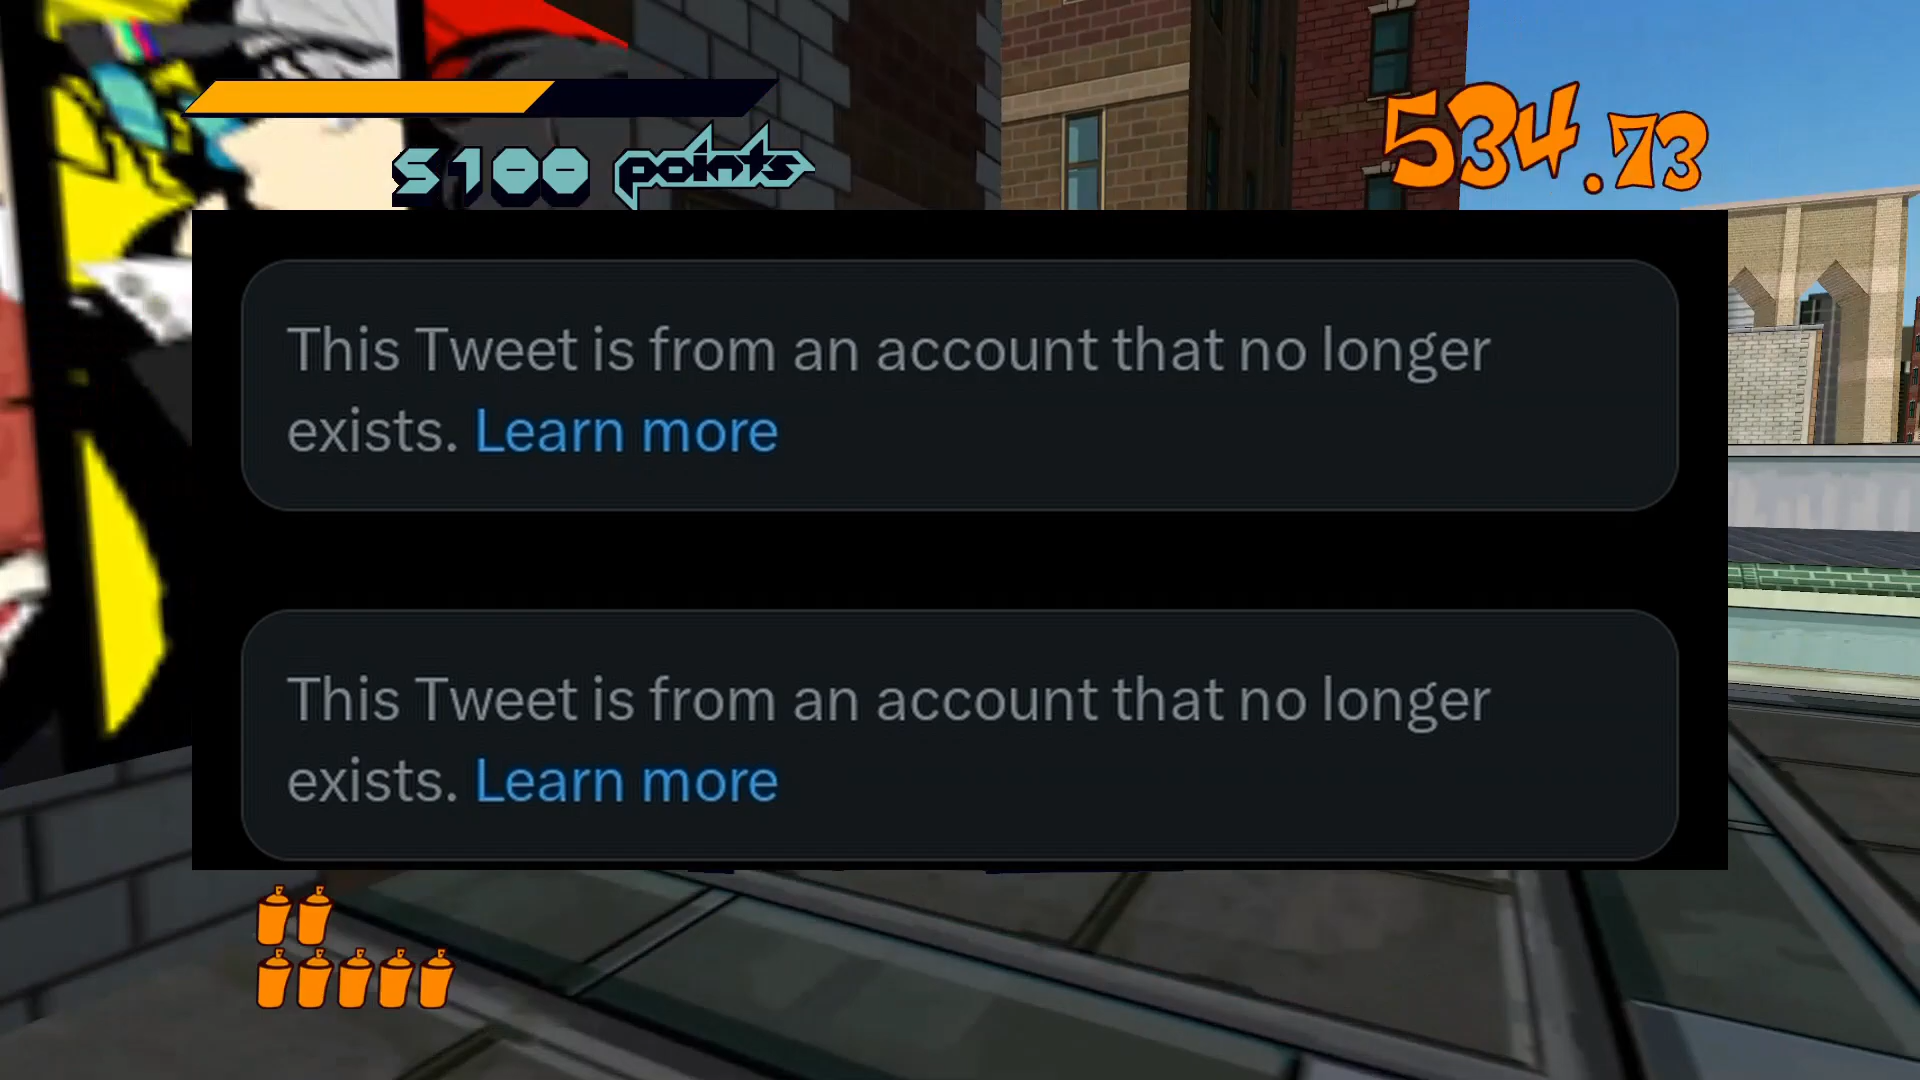 534.73
5100 points
This Tweet is from an account that no longer
exists. Learn more
This Tweet is from an account that no longer
exists. Learn more